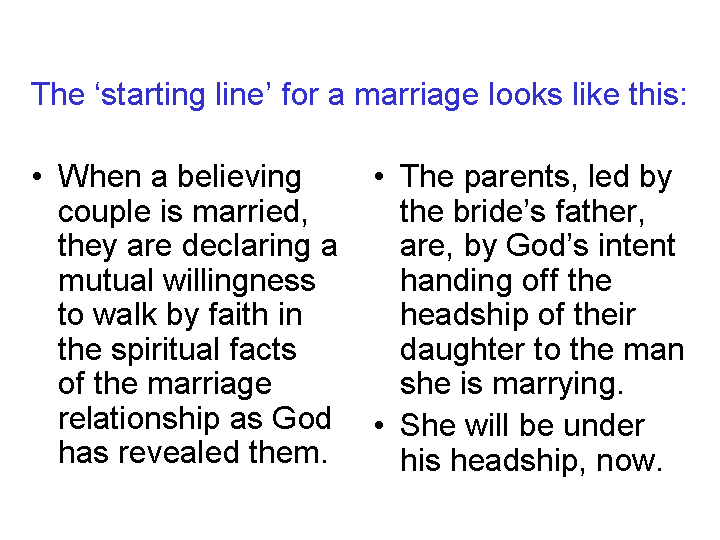 The ‘starting line’ for a marriage looks like this:
• When a believing
couple is married,
they are declaring a
mutual willingness
to walk by faith in
the spiritual facts
of the marriage
relationship as God
has revealed them.
• The parents, led by
the bride’s father,
are, by God’s intent
handing off the
headship of their
daughter to the man
she is marrying.
• She will be under
his headship, now.